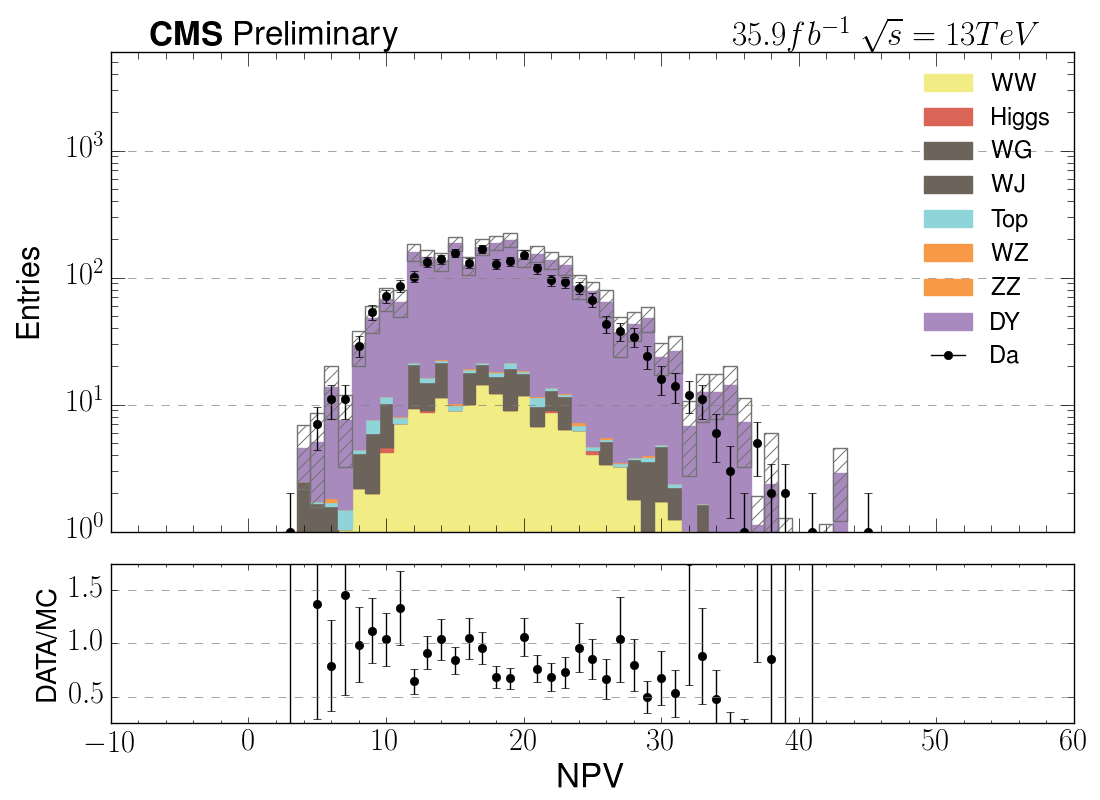 CMS Preliminary 35.9fb⁻¹ √s = 13TeV
WW
Higgs
WG
WJ
Top
WZ
ZZ
DY
Da
Entries
10³
10²
10¹
10⁰
DATA/MC
1.5
1.0
0.5
−10 0 10 20 30 40 50 60
NPV